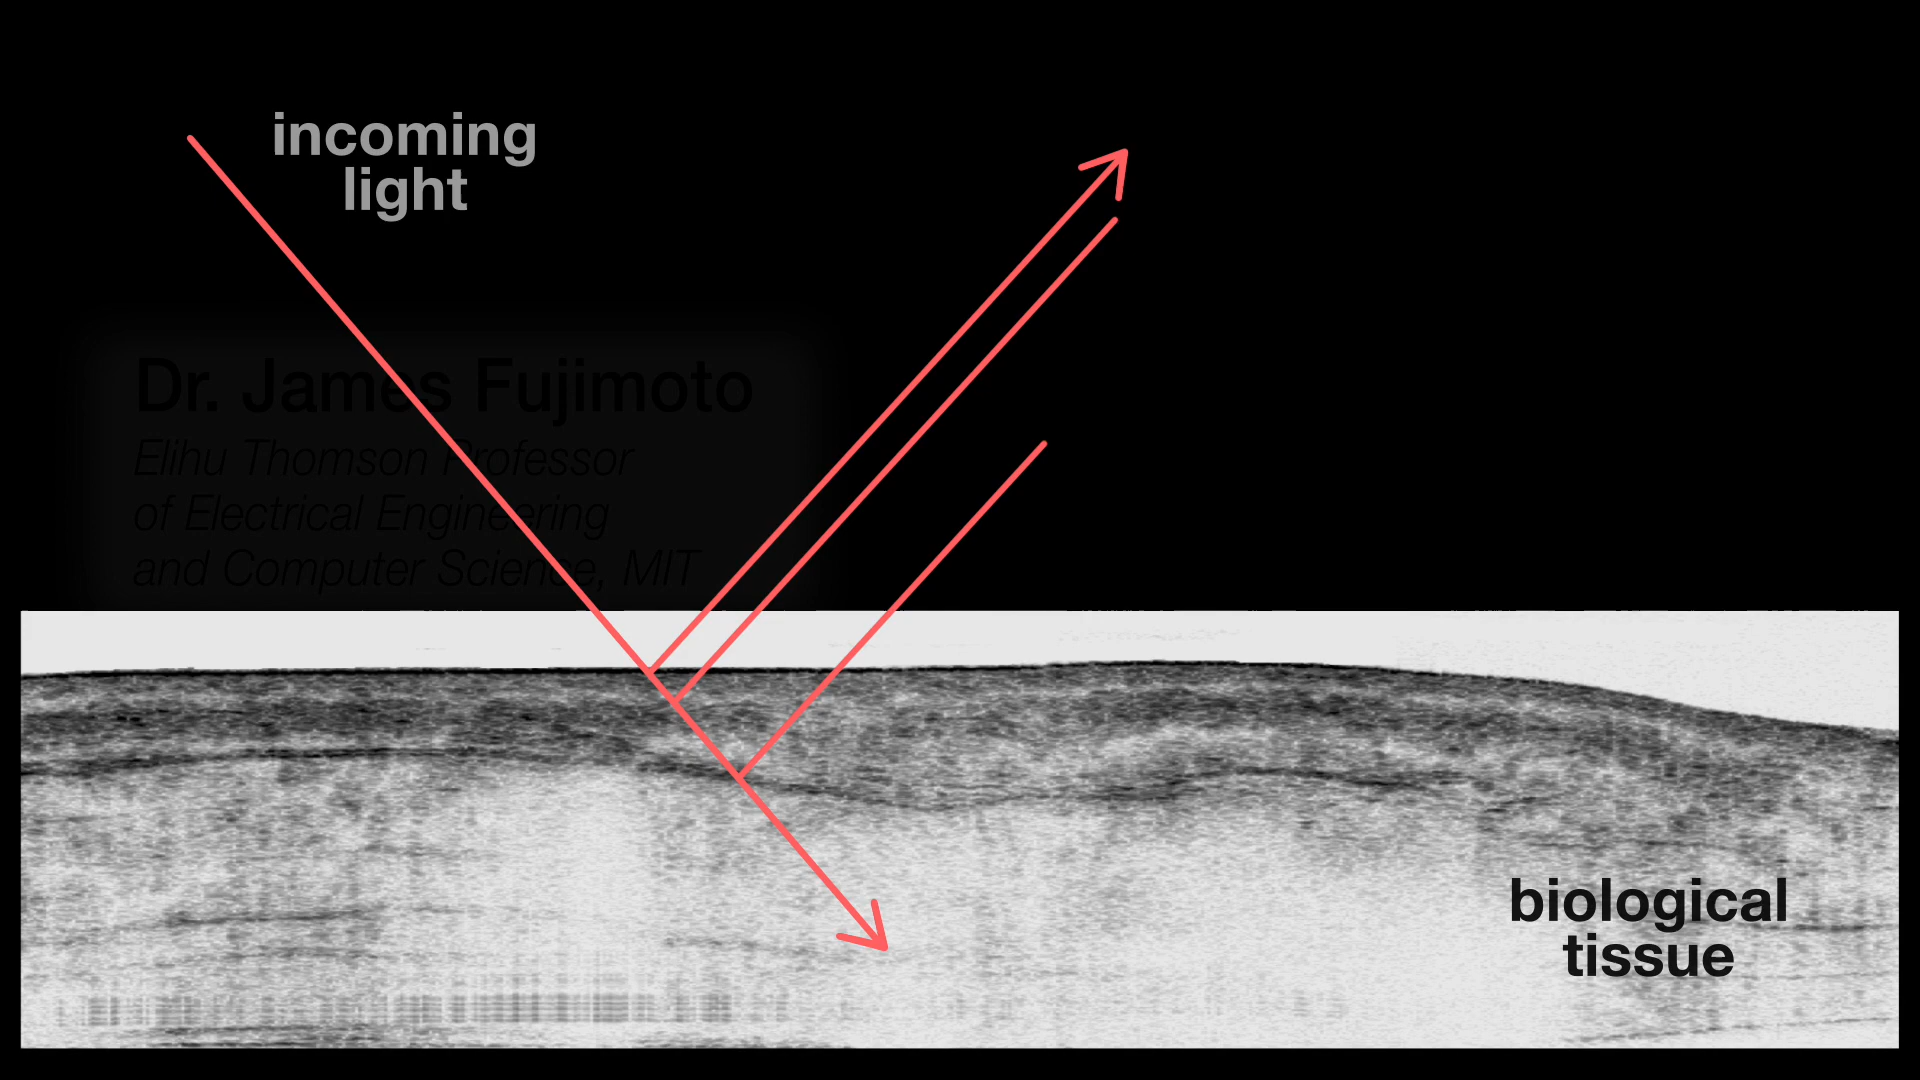 incoming
light
Dr. James Fujimoto
Elihu Thomson Professor
of Electrical Engineering
and Computer Science, MIT
biological
tissue